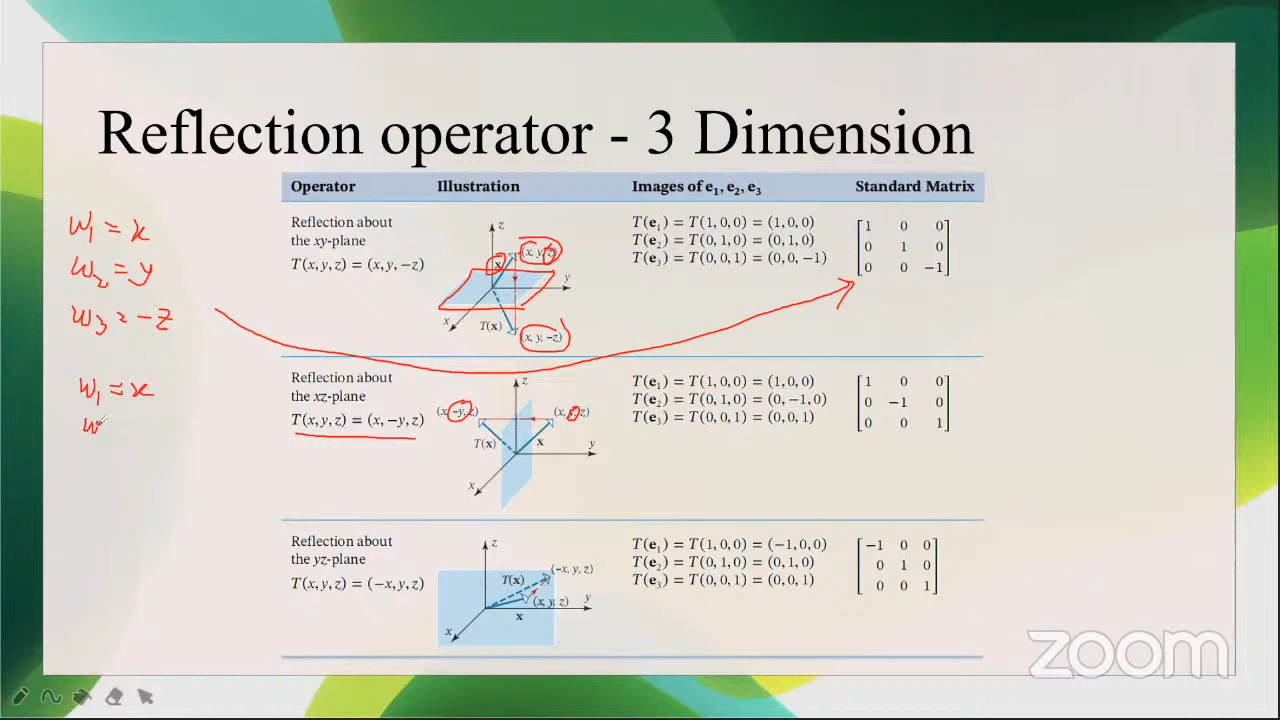 Reflection operator - 3 Dimension
Operator Illustration Images of e₁, e₂, e₃ Standard Matrix
w₁ = x
w₂ = y
w₃ = -z
w₁ = x
w
Reflection about
the xy-plane
T(x, y, z) = (x, y, −z)
z
(x, y, z)
x
y
x
T(x)
(x, y, −z)
T(e₁) = T(1, 0, 0) = (1, 0, 0)
T(e₂) = T(0, 1, 0) = (0, 1, 0)
T(e₃) = T(0, 0, 1) = (0, 0, −1)
1 0 0
0 1 0
0 0 −1
Reflection about
the xz-plane
T(x, y, z) = (x, −y, z)
z
(x, −y, z) (x, y, z)
T(x) x y
x
T(e₁) = T(1, 0, 0) = (1, 0, 0)
T(e₂) = T(0, 1, 0) = (0, −1, 0)
T(e₃) = T(0, 0, 1) = (0, 0, 1)
1 0 0
0 −1 0
0 0 1
Reflection about
the yz-plane
T(x, y, z) = (−x, y, z)
z
(−x, y, z)
T(x)
(x, y, z) y
x
x
T(e₁) = T(1, 0, 0) = (−1, 0, 0)
T(e₂) = T(0, 1, 0) = (0, 1, 0)
T(e₃) = T(0, 0, 1) = (0, 0, 1)
−1 0 0
0 1 0
0 0 1
zoom